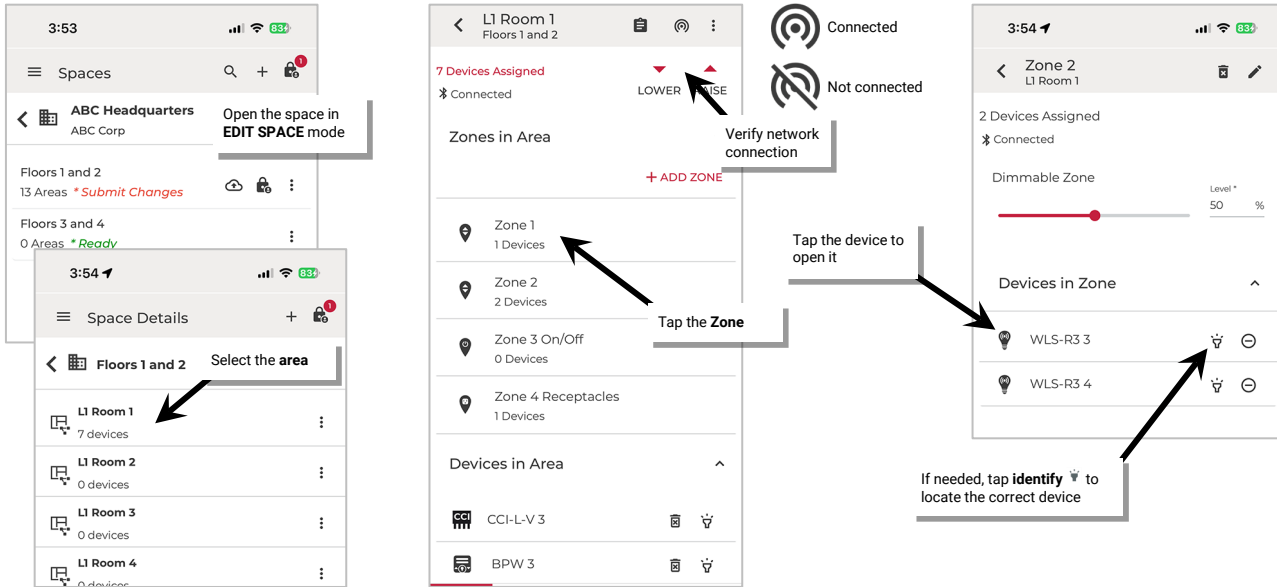 3:53
83
Spaces
1
ABC Headquarters
ABC Corp
Open the space in
EDIT SPACE mode
Floors 1 and 2
13 Areas * Submit Changes
Floors 3 and 4
0 Areas * Ready
3:54
83
Space Details
1
Floors 1 and 2
Select the area
L1 Room 1
7 devices
L1 Room 2
0 devices
L1 Room 3
0 devices
L1 Room 4
0 devices
L1 Room 1
Floors 1 and 2
7 Devices Assigned
Connected
LOWER
RAISE
Verify network
connection
Zones in Area
+ ADD ZONE
Zone 1
1 Devices
Zone 2
2 Devices
Tap the Zone
Zone 3 On/Off
0 Devices
Zone 4 Receptacles
1 Devices
Devices in Area
CCI
CCI-L-V 3
BPW 3
Connected
Not connected
3:54
83
Zone 2
L1 Room 1
2 Devices Assigned
Connected
Dimmable Zone
Level *
50 %
Tap the device to
open it
Devices in Zone
WLS-R3 3
WLS-R3 4
If needed, tap identify to
locate the correct device